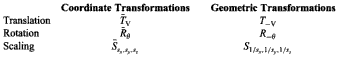 Coordinate Transformations Geometric Transformations
Translation T̄_V T_{−V}
Rotation R̄_θ R_{−θ}
Scaling S̄_{s_x,s_y,s_z} S_{1/s_x,1/s_y,1/s_z}